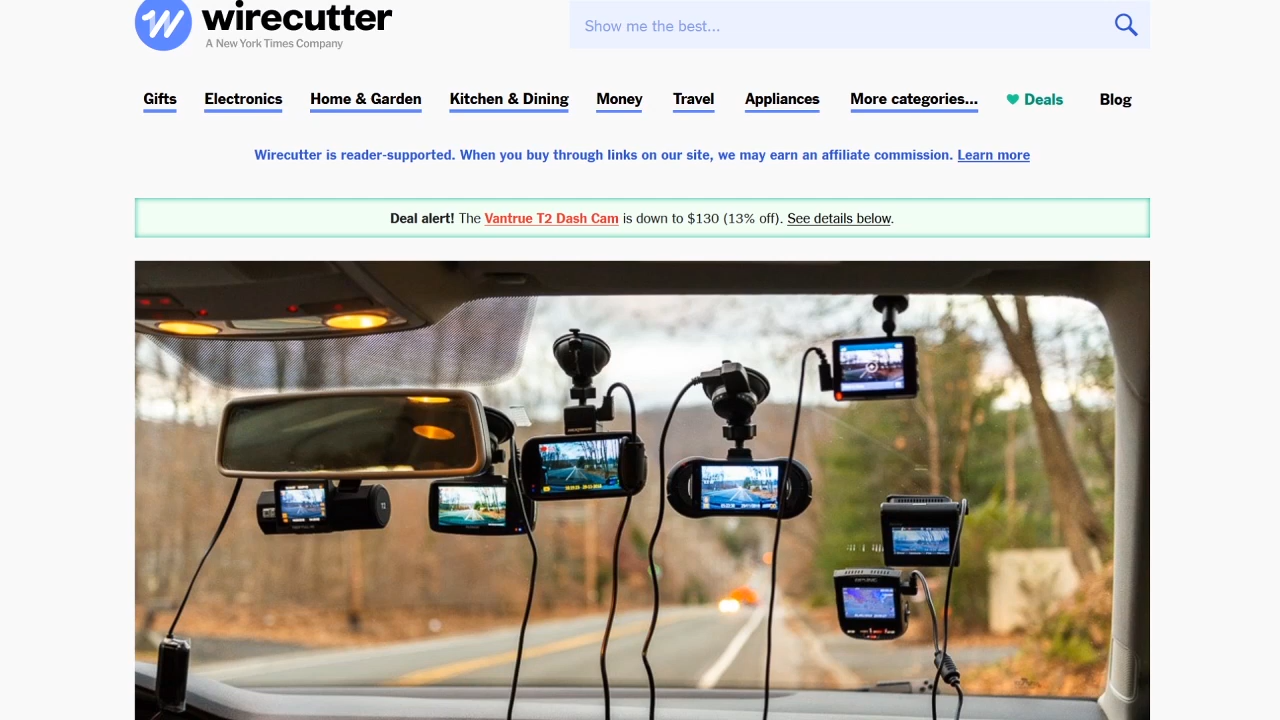 wirecutter
A New York Times Company
Show me the best...
Gifts Electronics Home & Garden Kitchen & Dining Money Travel Appliances More categories... Deals Blog
Wirecutter is reader-supported. When you buy through links on our site, we may earn an affiliate commission. Learn more
Deal alert! The Vantrue T2 Dash Cam is down to $130 (13% off). See details below.